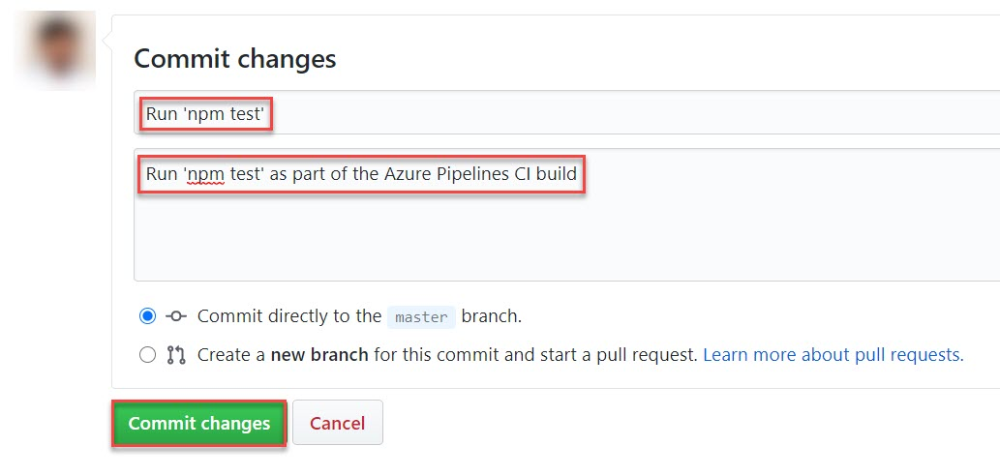 Commit changes
Run 'npm test'
Run 'npm test' as part of the Azure Pipelines CI build
Commit directly to the master branch.
Create a new branch for this commit and start a pull request. Learn more about pull requests.
Commit changes Cancel